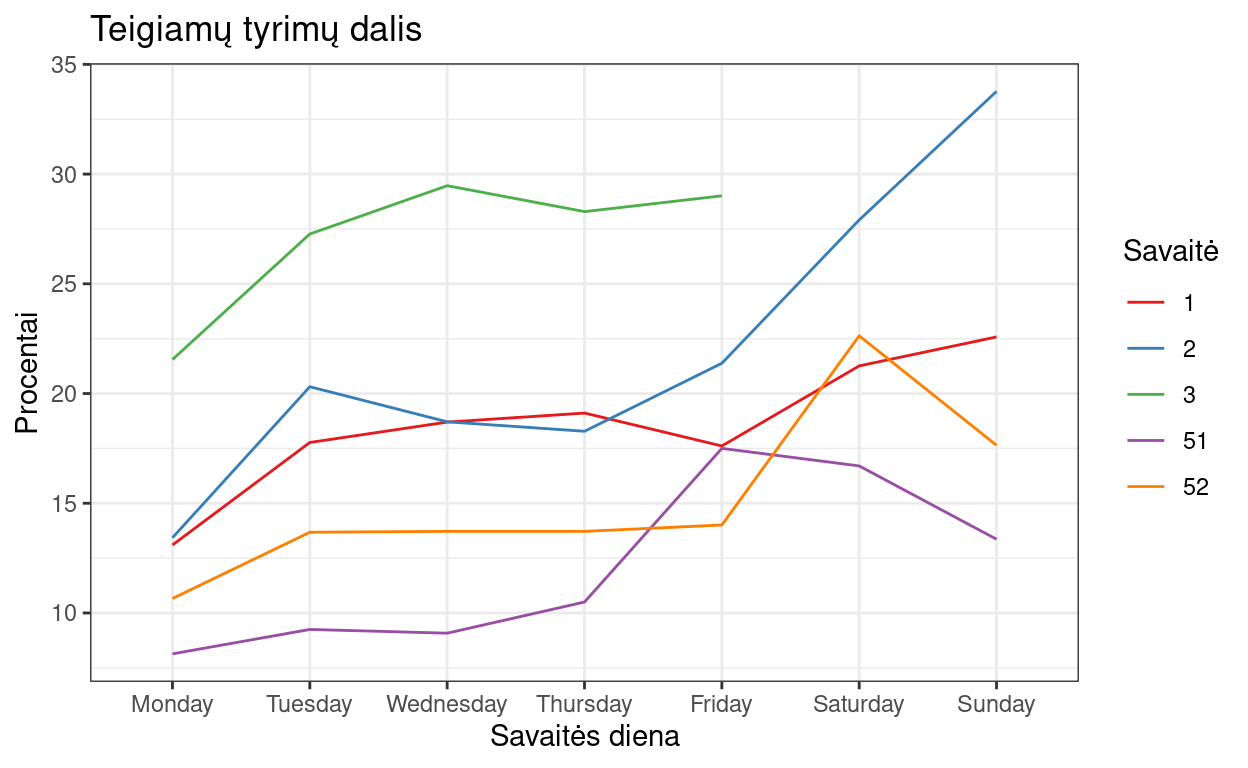 Teigiamų tyrimų dalis
Procentai
35
30
25
20
15
10
Monday Tuesday Wednesday Thursday Friday Saturday Sunday
Savaitės diena
Savaitė
1
2
3
51
52